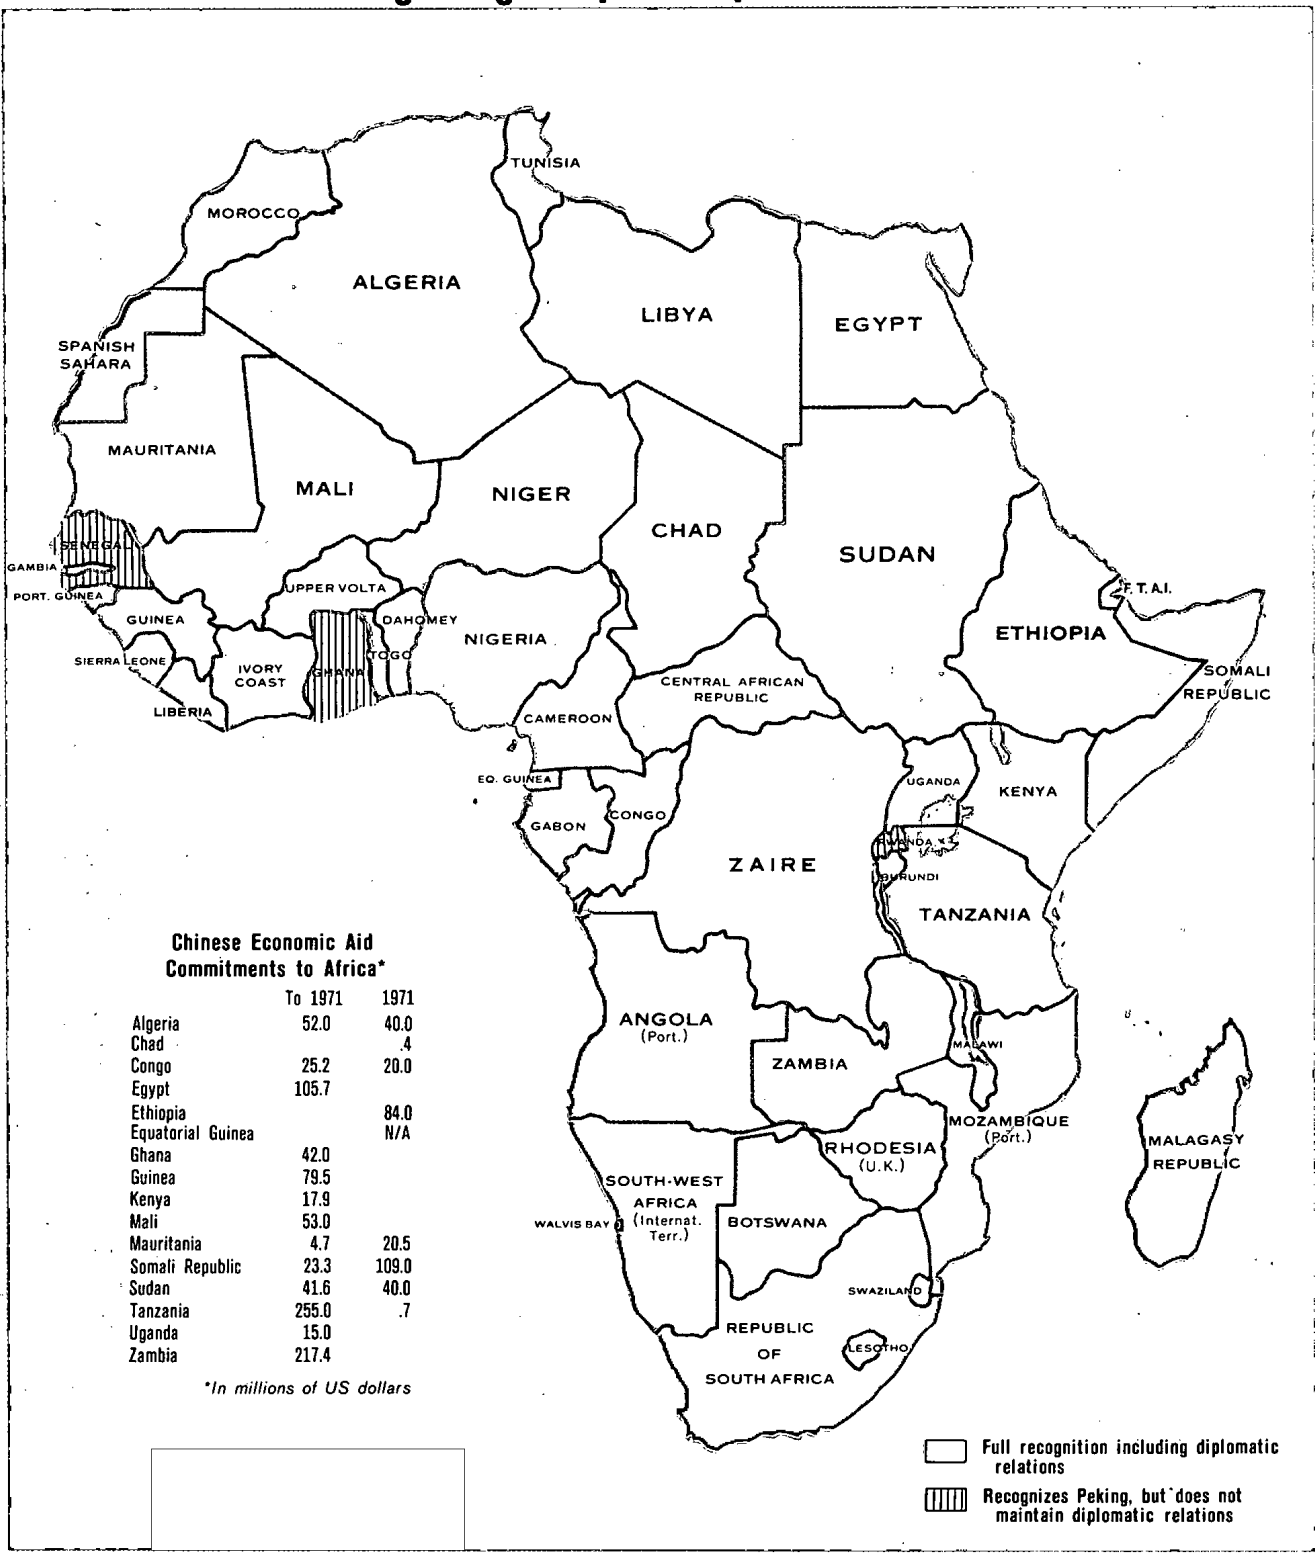 TUNISIA
MOROCCO
ALGERIA
LIBYA
EGYPT
SPANISH
SAHARA
MAURITANIA
MALI
NIGER
CHAD
SUDAN
SENEGAL
GAMBIA
PORT. GUINEA
UPPER VOLTA
F.T.A.I.
GUINEA
DAHOMEY
NIGERIA
ETHIOPIA
SIERRA LEONE
IVORY
COAST
GHANA
TOGO
CENTRAL AFRICAN
REPUBLIC
SOMALI
REPUBLIC
LIBERIA
CAMEROON
EQ. GUINEA
UGANDA
KENYA
GABON
CONGO
RWANDA
ZAIRE
BURUNDI
TANZANIA
ANGOLA
(Port.)
MALAWI
ZAMBIA
MOZAMBIQUE
(Port.)
RHODESIA
(U.K.)
MALAGASY
REPUBLIC
SOUTH-WEST
AFRICA
(Internat.
Terr.)
WALVIS BAY
BOTSWANA
SWAZILAND
LESOTHO
REPUBLIC
OF
SOUTH AFRICA
Chinese Economic Aid
Commitments to Africa*
To 1971 1971
Algeria 52.0 40.0
Chad .4
Congo 25.2 20.0
Egypt 105.7
Ethiopia 84.0
Equatorial Guinea N/A
Ghana 42.0
Guinea 79.5
Kenya 17.9
Mali 53.0
Mauritania 4.7 20.5
Somali Republic 23.3 109.0
Sudan 41.6 40.0
Tanzania 255.0 .7
Uganda 15.0
Zambia 217.4
*In millions of US dollars
Full recognition including diplomatic
relations
Recognizes Peking, but does not
maintain diplomatic relations